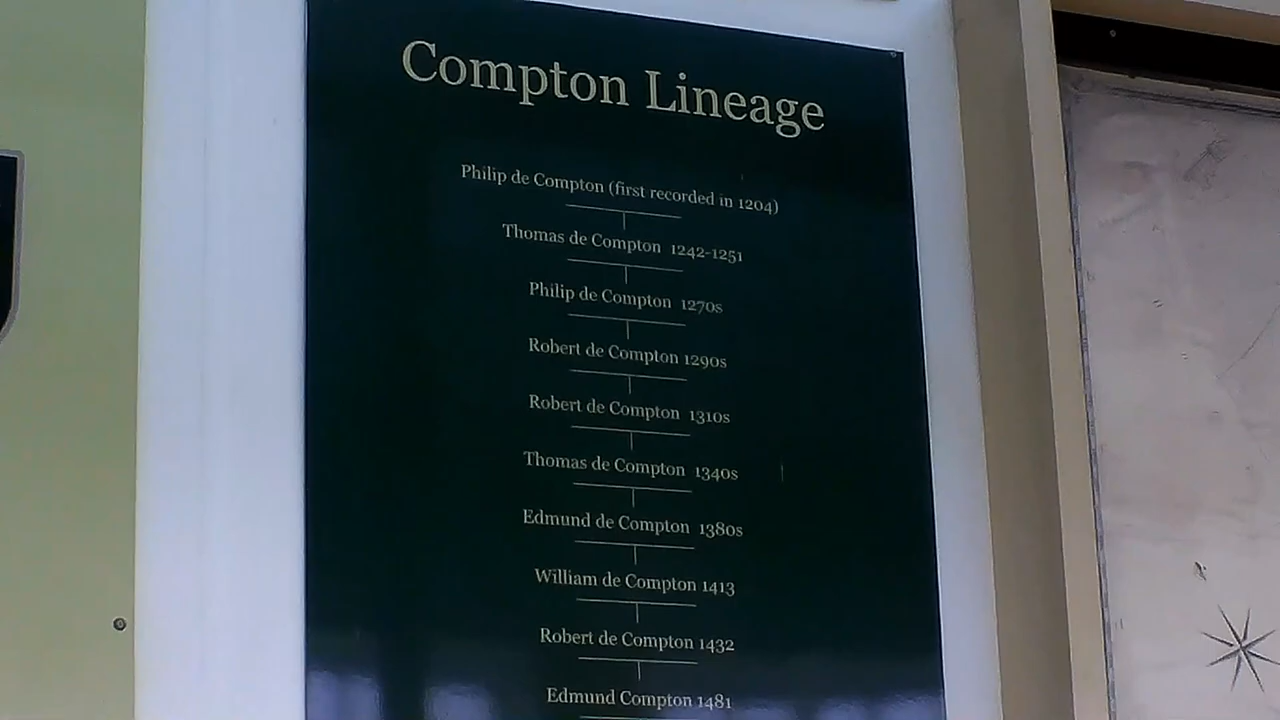 Compton Lineage
Philip de Compton (first recorded in 1204)
Thomas de Compton 1242-1251
Philip de Compton 1270s
Robert de Compton 1290s
Robert de Compton 1310s
Thomas de Compton 1340s
Edmund de Compton 1380s
William de Compton 1413
Robert de Compton 1432
Edmund Compton 1481